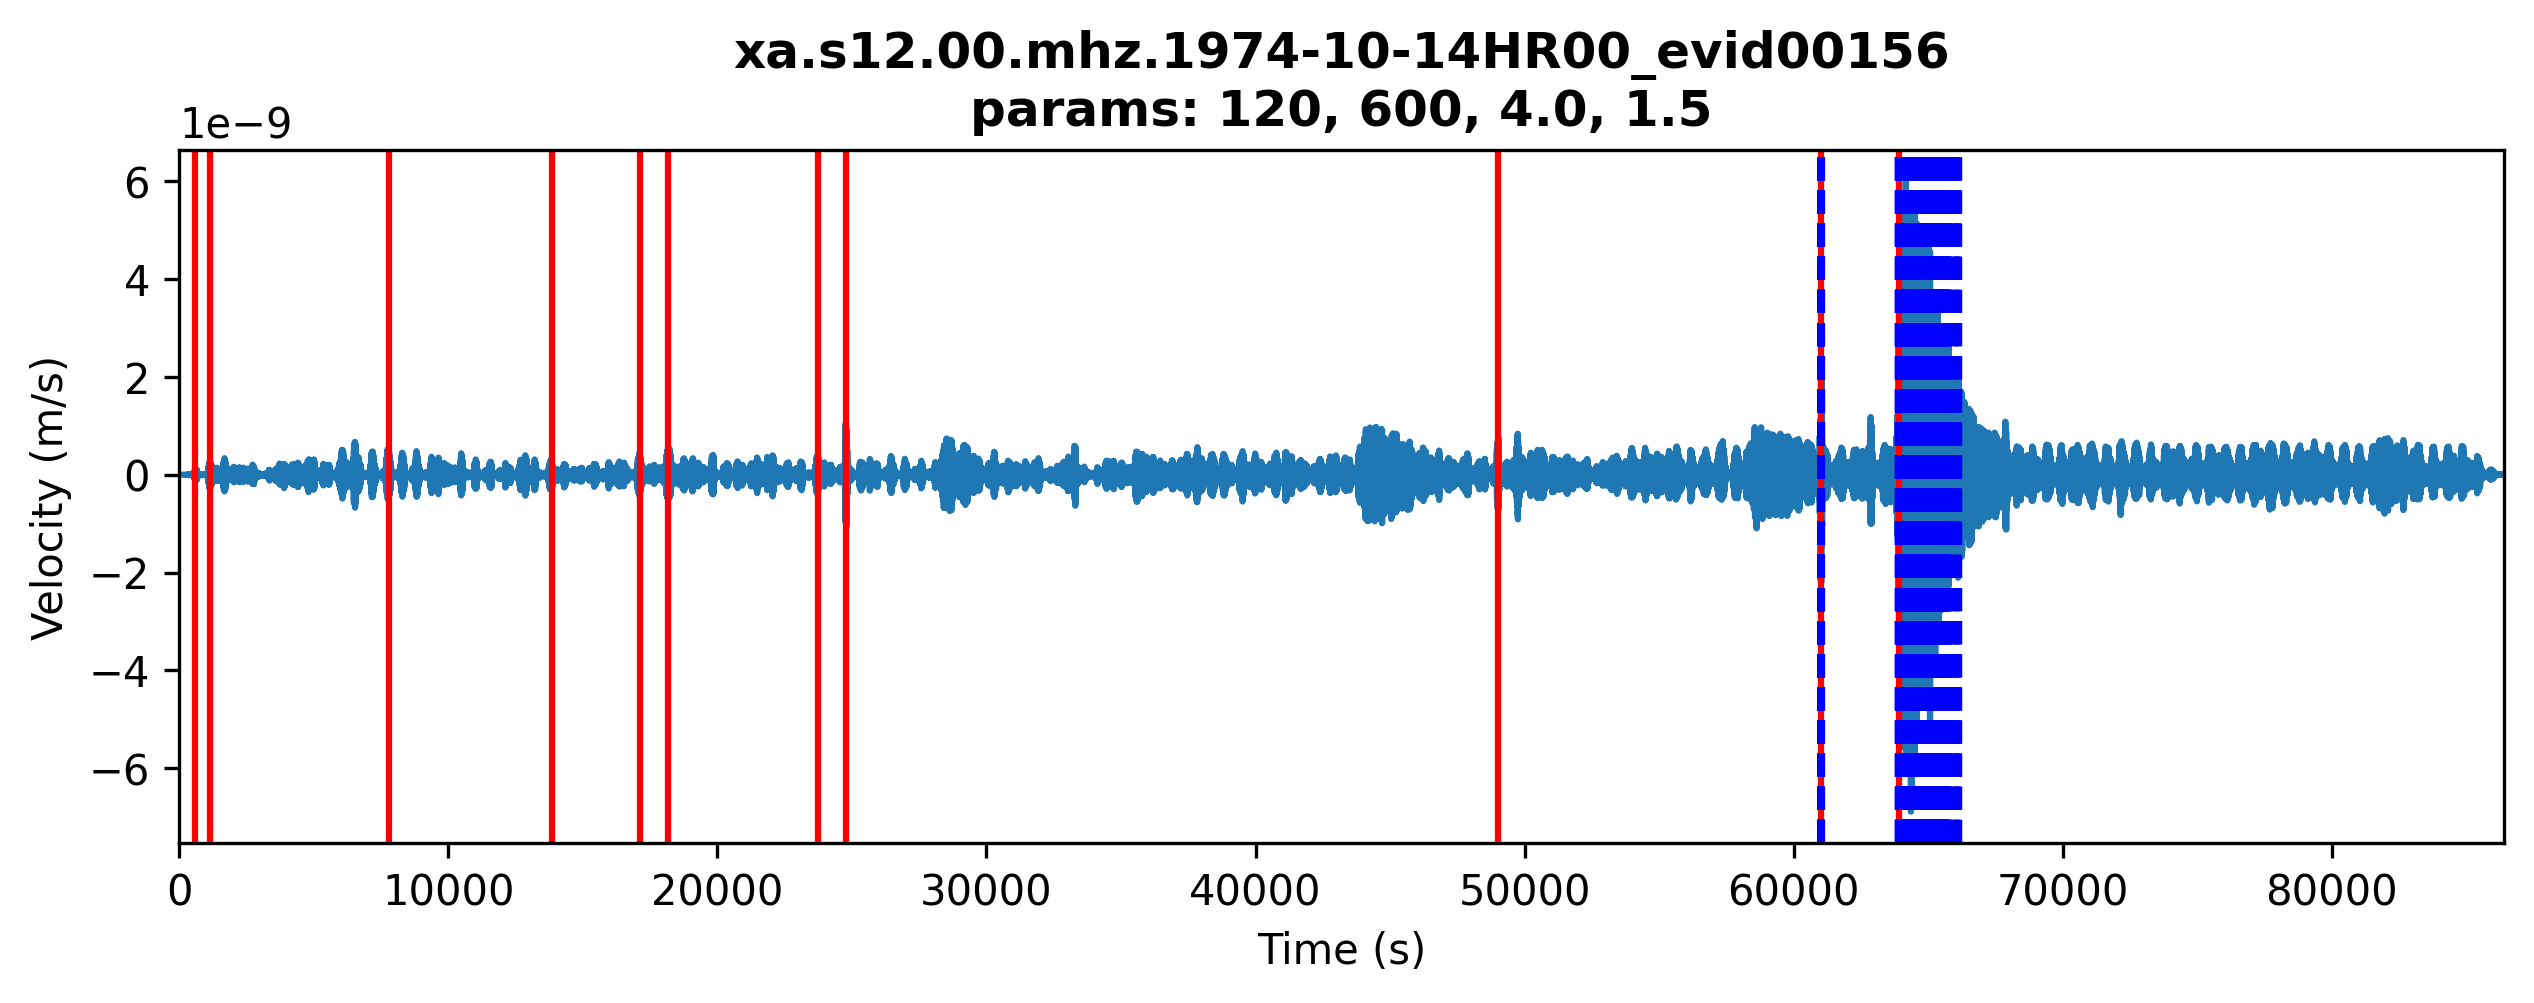 xa.s12.00.mhz.1974-10-14HR00_evid00156
params: 120, 600, 4.0, 1.5
1e−9
6
4
2
0
−2
−4
−6
Velocity (m/s)
0 10000 20000 30000 40000 50000 60000 70000 80000
Time (s)